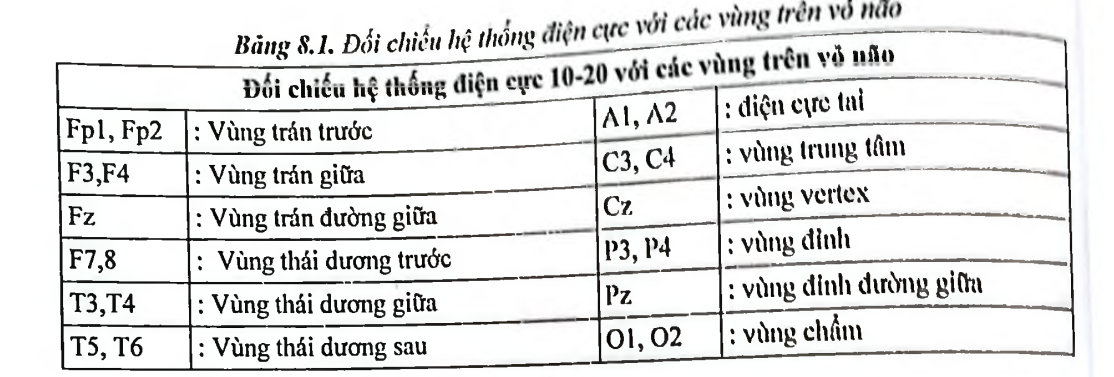 Bảng 8.1. Đối chiếu hệ thống điện cực với các vùng trên vỏ não
Đối chiếu hệ thống điện cực 10-20 với các vùng trên vỏ não
Fp1, Fp2 : Vùng trán trước A1, A2 : điện cực tai
F3,F4 : Vùng trán giữa C3, C4 : vùng trung tâm
Fz : Vùng trán đường giữa Cz : vùng vertex
F7,8 : Vùng thái dương trước P3, P4 : vùng đỉnh
T3,T4 : Vùng thái dương giữa Pz : vùng đỉnh đường giữa
T5, T6 : Vùng thái dương sau O1, O2 : vùng chẩm